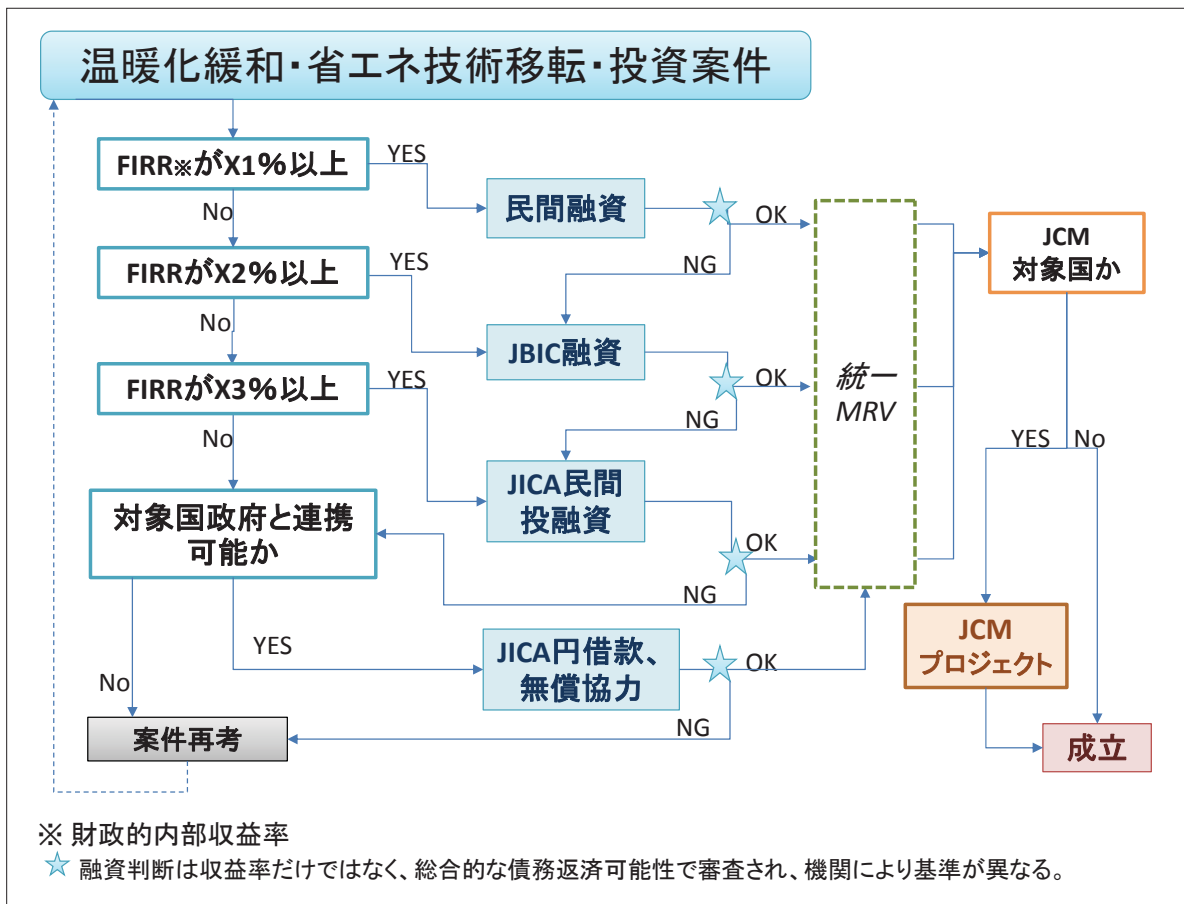 温暖化緩和・省エネ技術移転・投資案件
FIRR※がX1％以上
YES
No
民間融資
OK
NG
FIRRがX2％以上
YES
No
JBIC融資
OK
NG
FIRRがX3％以上
YES
No
JICA民間
投融資
OK
NG
対象国政府と連携
可能か
YES
No
JICA円借款、
無償協力
OK
NG
案件再考
統一
MRV
JCM
対象国か
YES
No
JCM
プロジェクト
成立
※ 財政的内部収益率
☆ 融資判断は収益率だけではなく、総合的な債務返済可能性で審査され、機関により基準が異なる。